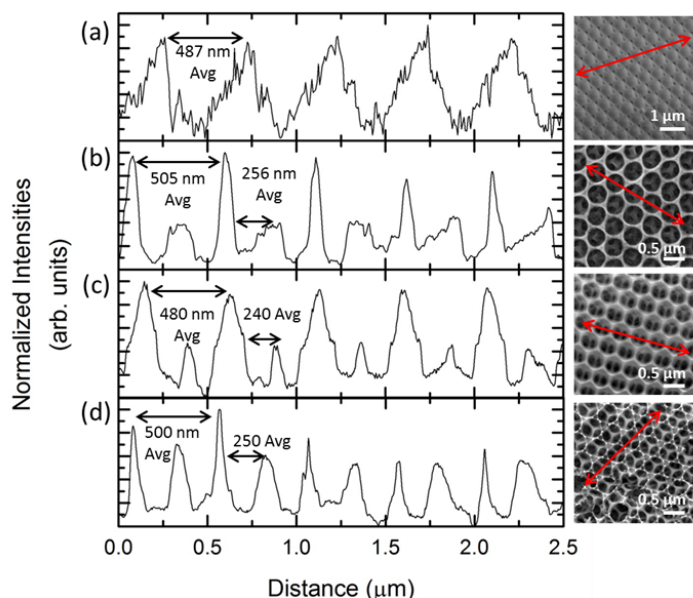 Normalized Intensities
(arb. units)
(a)
487 nm
Avg
(b)
505 nm
Avg
256 nm
Avg
(c)
480 nm
Avg
240 Avg
(d)
500 nm
Avg
250 Avg
0.0 0.5 1.0 1.5 2.0 2.5
Distance (μm)
1 μm
0.5 μm
0.5 μm
0.5 μm